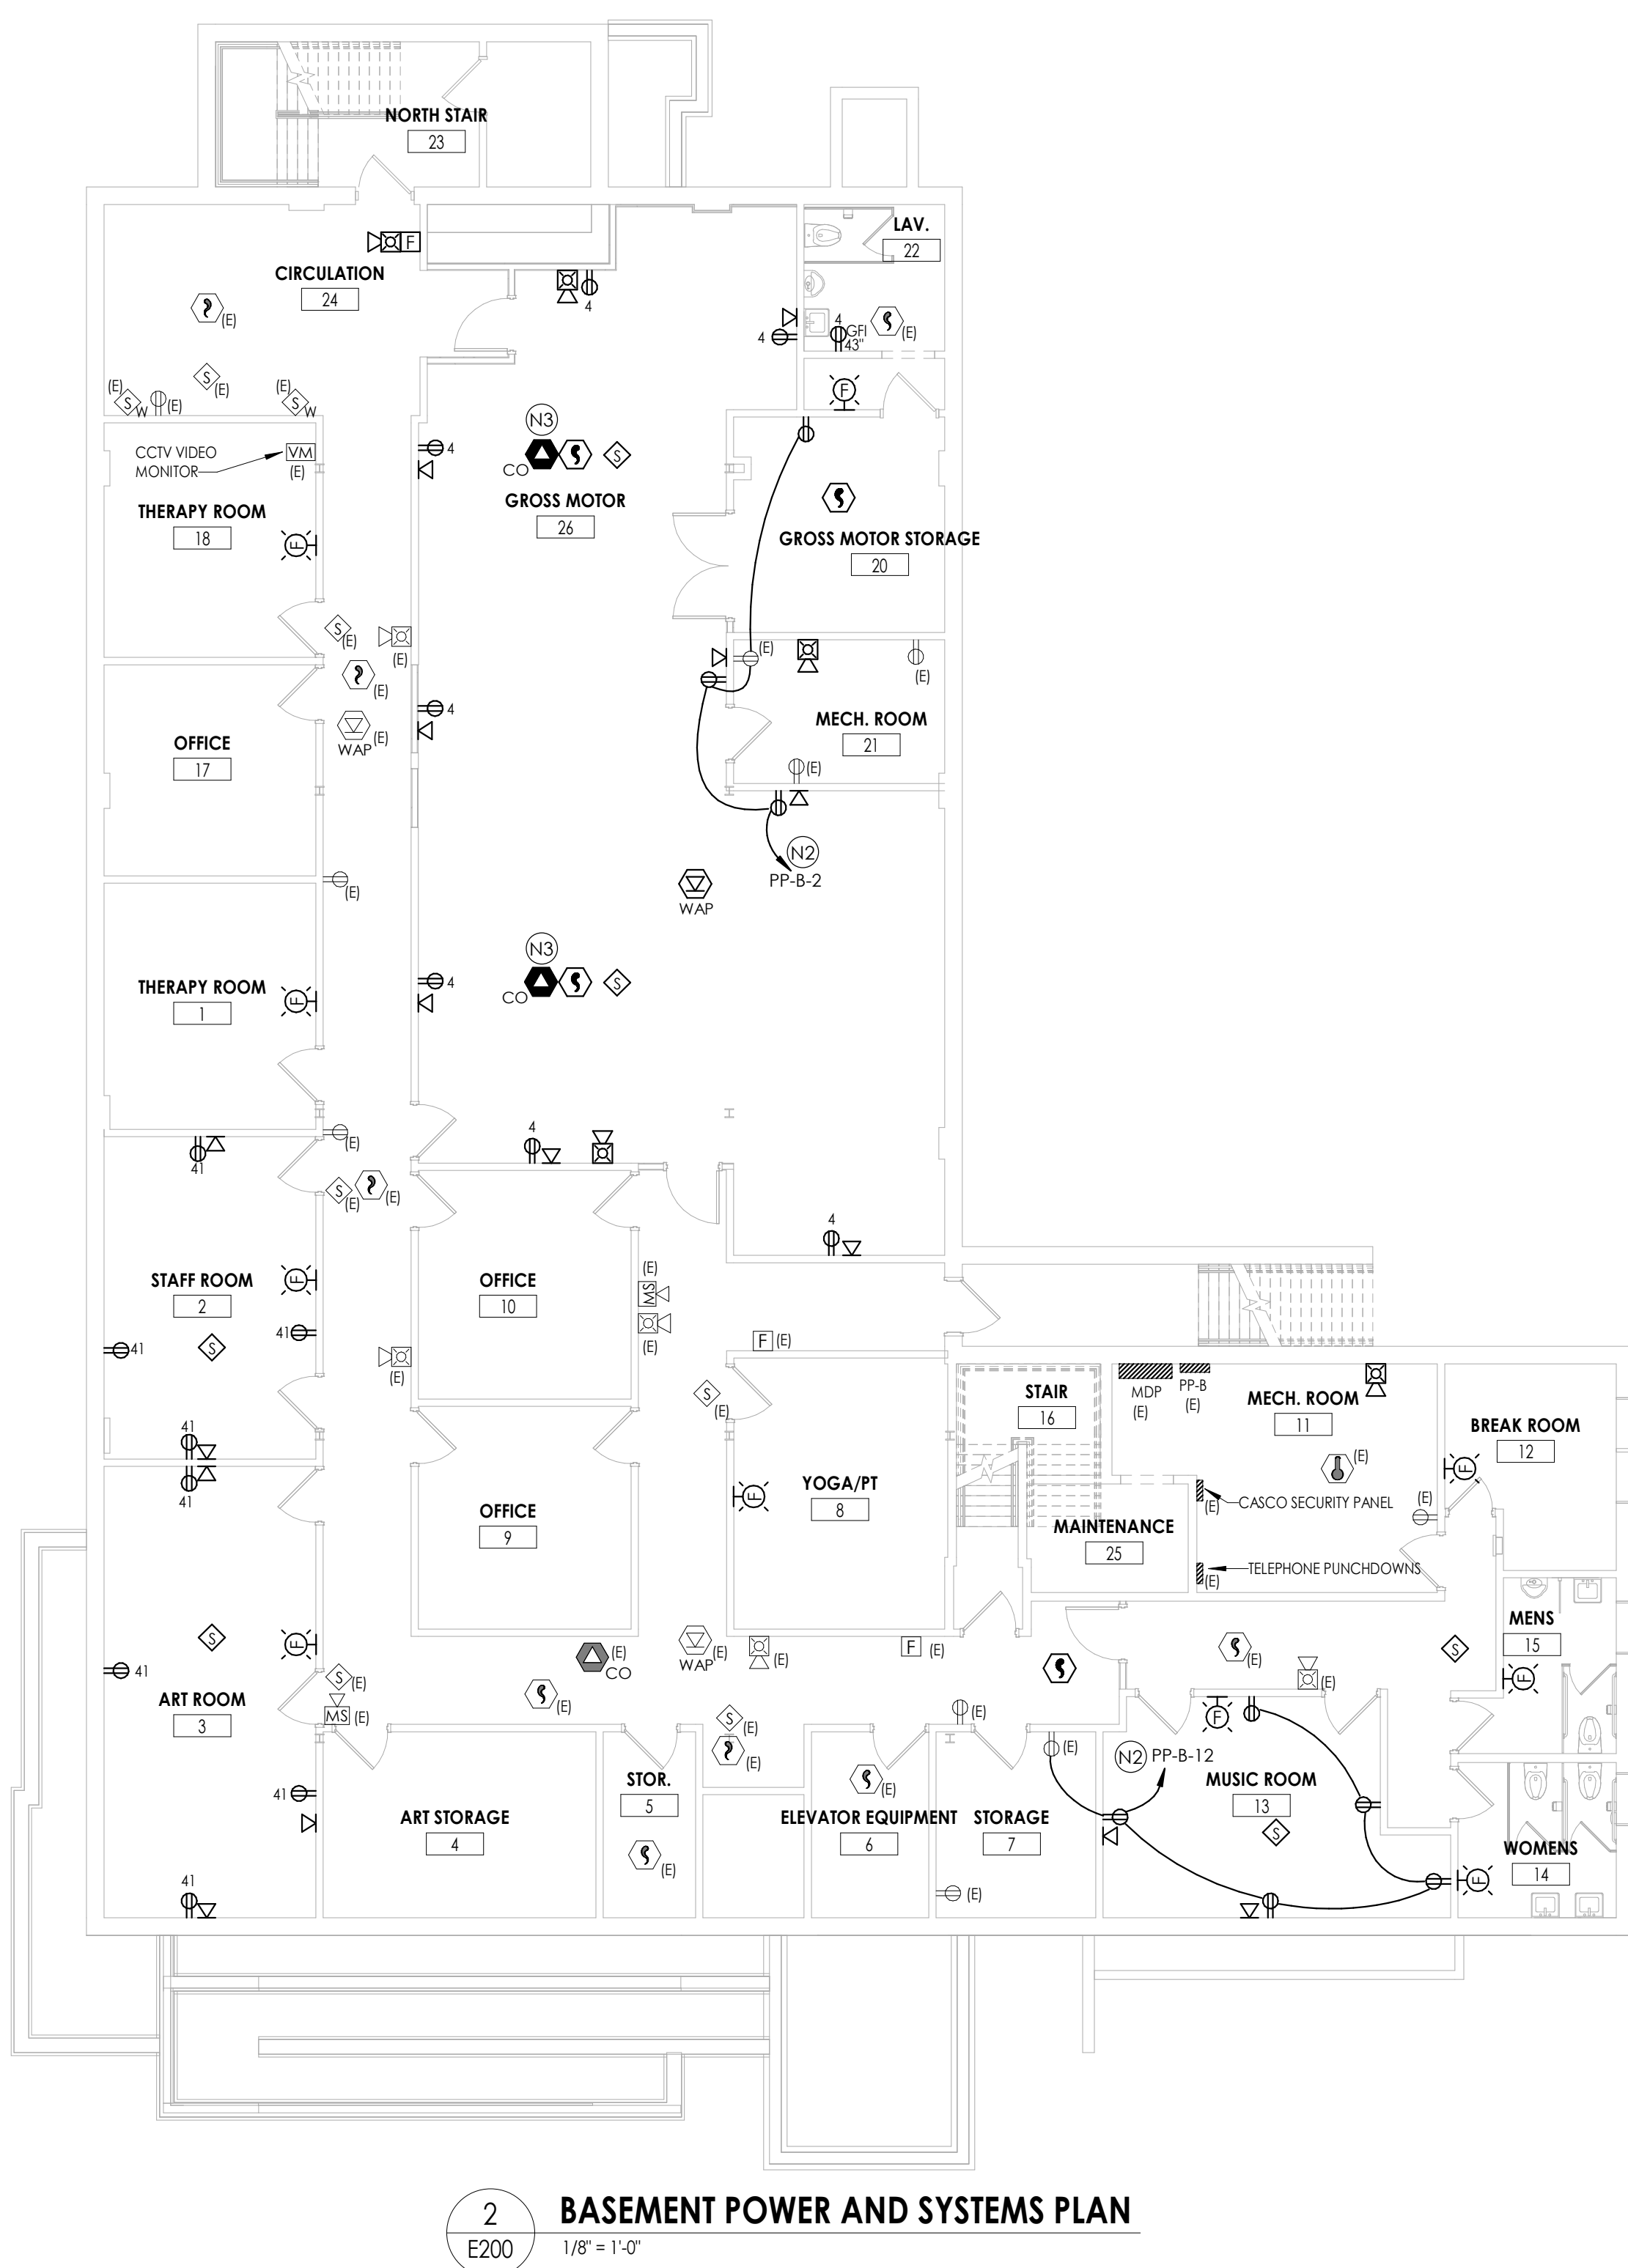 NORTH STAIR
23
LAV.
22
F
CIRCULATION
24
(E)
4
4
4
GFI
43"
(E)
S
(E)
(E)
S
W
(E)
(E)
S
W
F
CCTV VIDEO
MONITOR
VM
(E)
N3
CO
S
4
THERAPY ROOM
18
F
GROSS MOTOR
26
GROSS MOTOR STORAGE
20
S
(E)
(E)
(E)
(E)
(E)
OFFICE
17
WAP
(E)
4
MECH. ROOM
21
(E)
N2
PP-B-2
(E)
WAP
N3
CO
S
4
THERAPY ROOM
1
F
(E)
41
4
S
(E)
(E)
4
STAFF ROOM
2
F
OFFICE
10
(E)
MS
(E)
41
41
S
(E)
F
(E)
S
(E)
STAIR
16
MDP
(E)
PP-B
(E)
MECH. ROOM
11
BREAK ROOM
12
F
(E)
41
41
OFFICE
9
YOGA/PT
8
F
CASCO SECURITY PANEL
(E)
(E)
MAINTENANCE
25
TELEPHONE PUNCHDOWNS
(E)
S
F
41
ART ROOM
3
S
(E)
MS
(E)
(E)
CO
(E)
WAP
(E)
(E)
F
(E)
(E)
(E)
S
MENS
15
F
S
(E)
(E)
(E)
(E)
F
N2
PP-B-12
41
ART STORAGE
4
STOR.
5
(E)
(E)
ELEVATOR EQUIPMENT
6
STORAGE
7
(E)
MUSIC ROOM
13
S
WOMENS
14
F
41
2
E200
BASEMENT POWER AND SYSTEMS PLAN
1/8" = 1'-0"